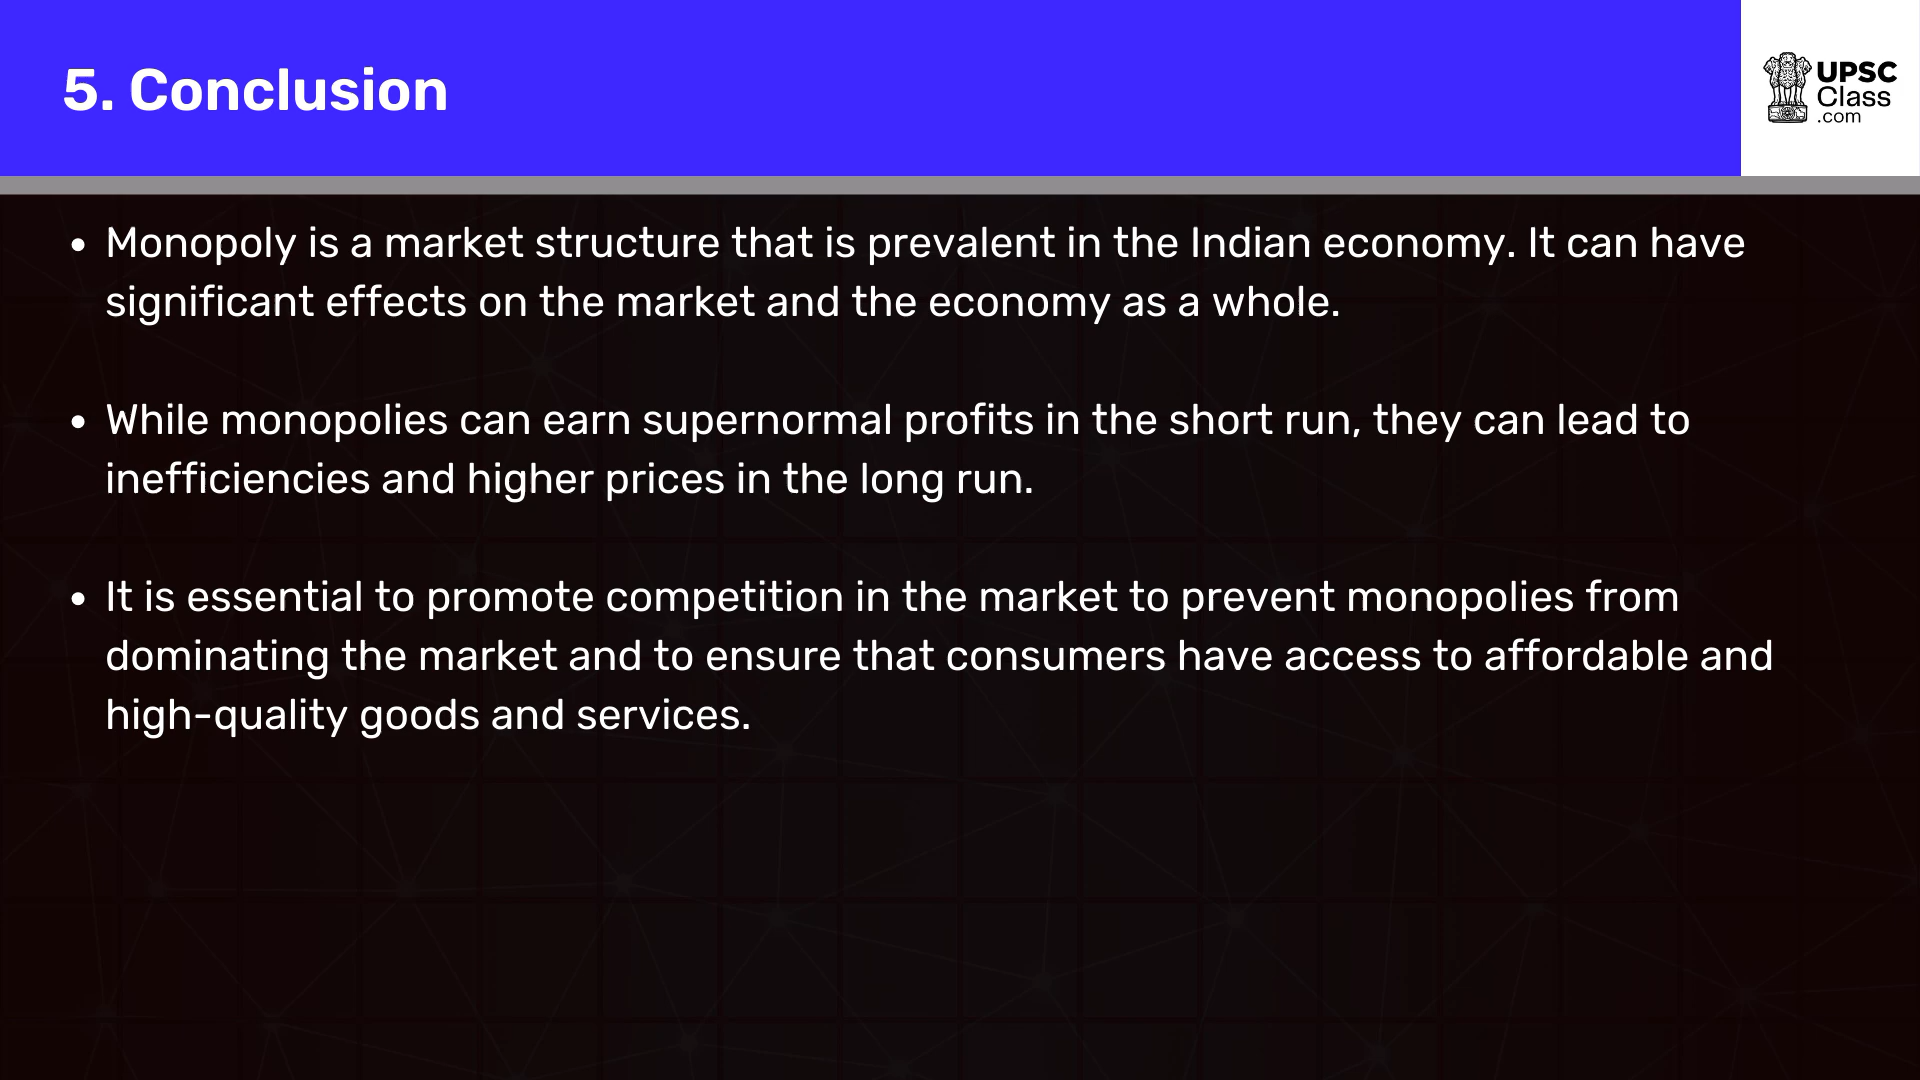 5. Conclusion
UPSC
Class
.com
• Monopoly is a market structure that is prevalent in the Indian economy. It can have
significant effects on the market and the economy as a whole.
• While monopolies can earn supernormal profits in the short run, they can lead to
inefficiencies and higher prices in the long run.
• It is essential to promote competition in the market to prevent monopolies from
dominating the market and to ensure that consumers have access to affordable and
high-quality goods and services.